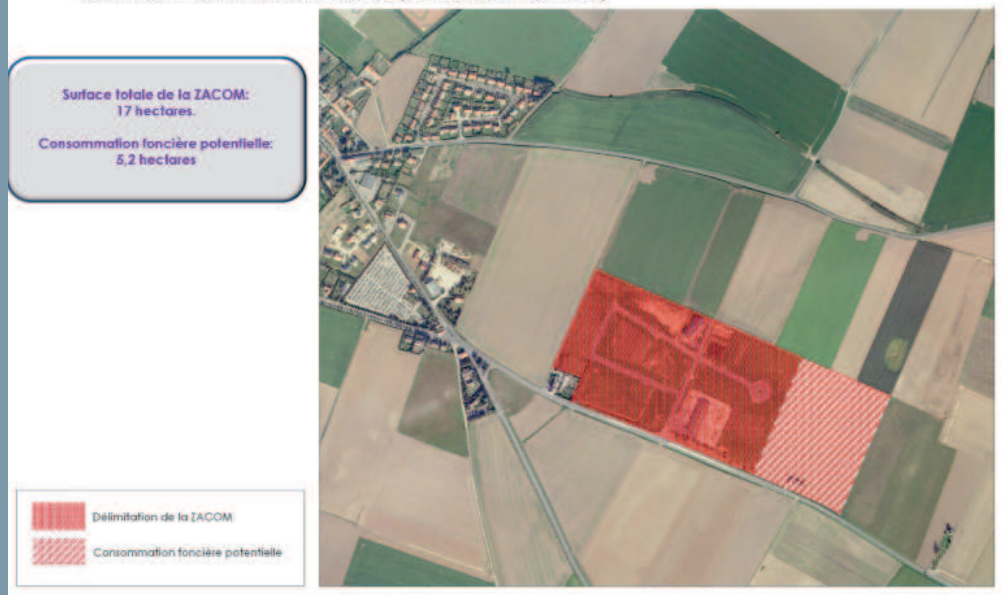 Surface totale de la ZACOM:
17 hectares.
Consommation foncière potentielle:
5,2 hectares
Délimitation de la ZACOM
Consommation foncière potentielle